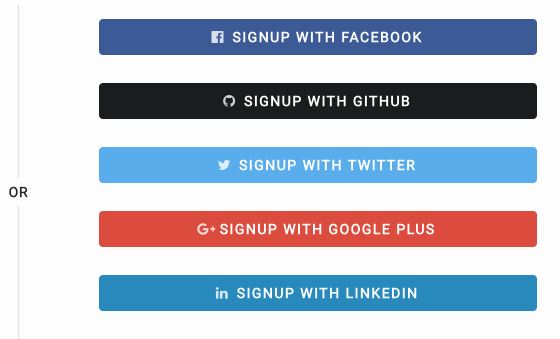 SIGNUP WITH FACEBOOK
SIGNUP WITH GITHUB
SIGNUP WITH TWITTER
OR
G+ SIGNUP WITH GOOGLE PLUS
in SIGNUP WITH LINKEDIN